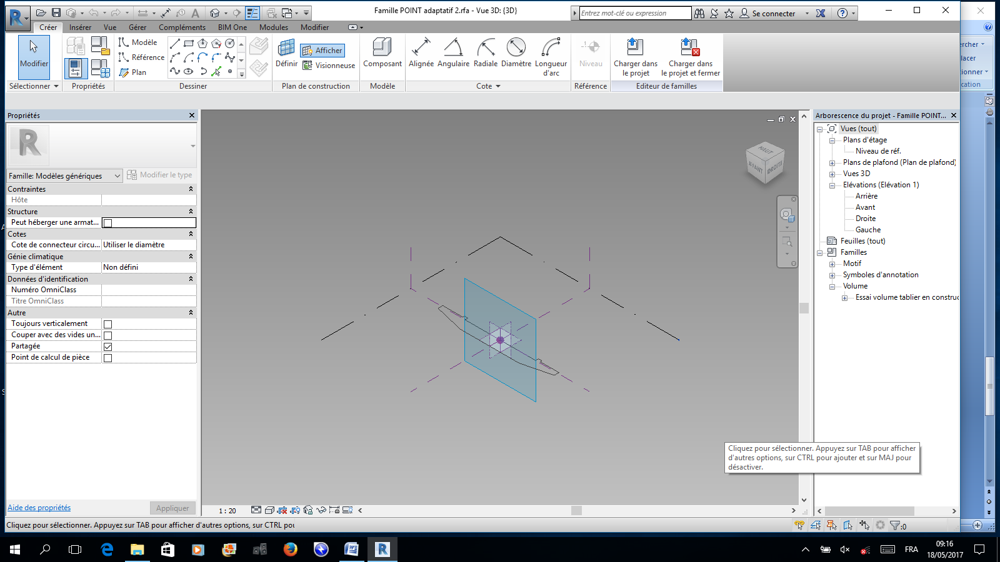 Famille POINT adaptatif 2.rfa - Vue 3D: {3D}
Entrez mot-clé ou expression
Se connecter
Créer
Insérer
Vue
Gérer
Compléments
BIM One
Modules
Modifier
Modifier
Sélectionner
Propriétés
Modèle
Référence
Plan
Dessiner
Définir
Afficher
Visionneuse
Plan de construction
Composant
Modèle
Alignée
Angulaire
Radiale
Diamètre
Longueur
d'arc
Cote
Niveau
Référence
Charger dans
le projet
Charger dans
le projet et fermer
Editeur de familles
Propriétés
Famille: Modèles génériques
Modifier le type
Contraintes
Hôte
Structure
Peut héberger une armat...
Cotes
Cote de connecteur circu... Utiliser le diamètre
Génie climatique
Type d'élément Non défini
Données d'identification
Numéro OmniClass
Titre OmniClass
Autre
Toujours verticalement
Couper avec des vides un...
Partagée
Point de calcul de pièce
Aide des propriétés
Appliquer
HAUT
AVANT
DROITE
1 : 20
Arborescence du projet - Famille POINT...
Vues (tout)
Plans d'étage
Niveau de réf.
Plans de plafond (Plan de plafond)
Vues 3D
Elévations (Elévation 1)
Arrière
Avant
Droite
Gauche
Feuilles (tout)
Familles
Motif
Symboles d'annotation
Volume
Essai volume tablier en construc
Cliquez pour sélectionner. Appuyez sur TAB pour afficher
d'autres options, sur CTRL pour ajouter et sur MAJ pour
désactiver.
Cliquez pour sélectionner. Appuyez sur TAB pour afficher d'autres options, sur CTRL pou
:0
FRA
09:16
18/05/2017